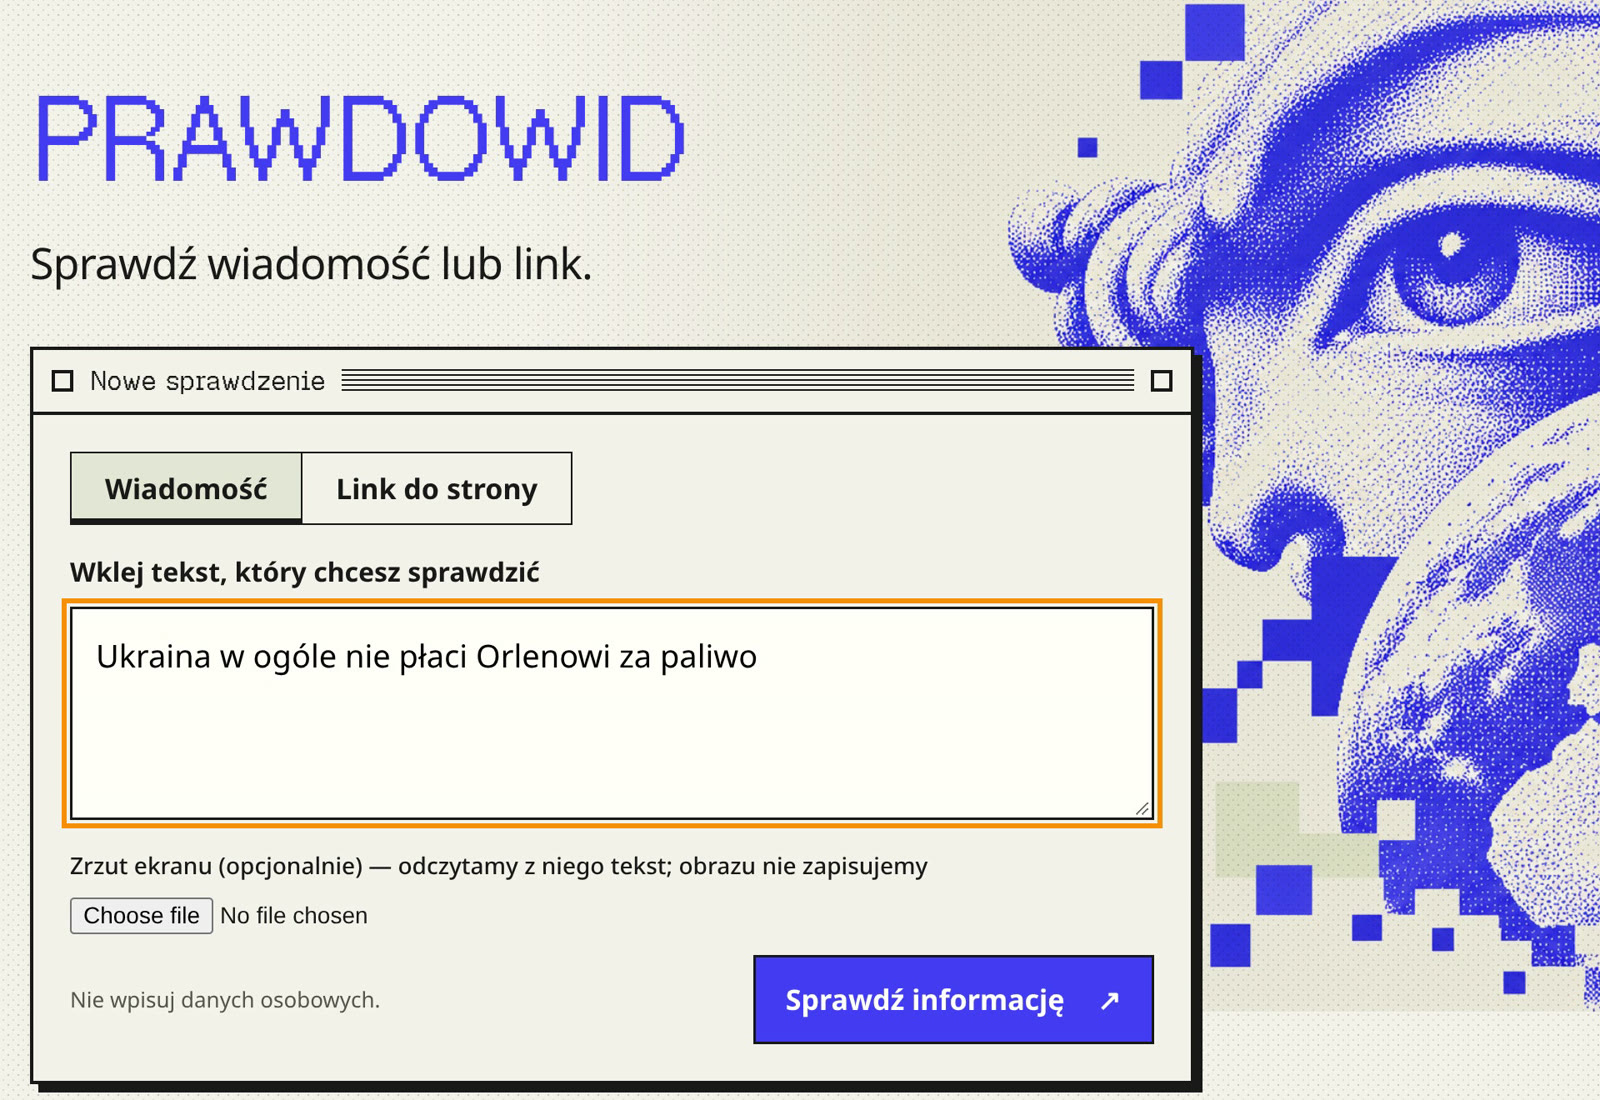 PRAWDOWID
Sprawdź wiadomość lub link.
Nowe sprawdzenie
Wiadomość
Link do strony
Wklej tekst, który chcesz sprawdzić
Ukraina w ogóle nie płaci Orlenowi za paliwo
Zrzut ekranu (opcjonalnie) — odczytamy z niego tekst; obrazu nie zapisujemy
Choose file No file chosen
Nie wpisuj danych osobowych.
Sprawdź informację ↗